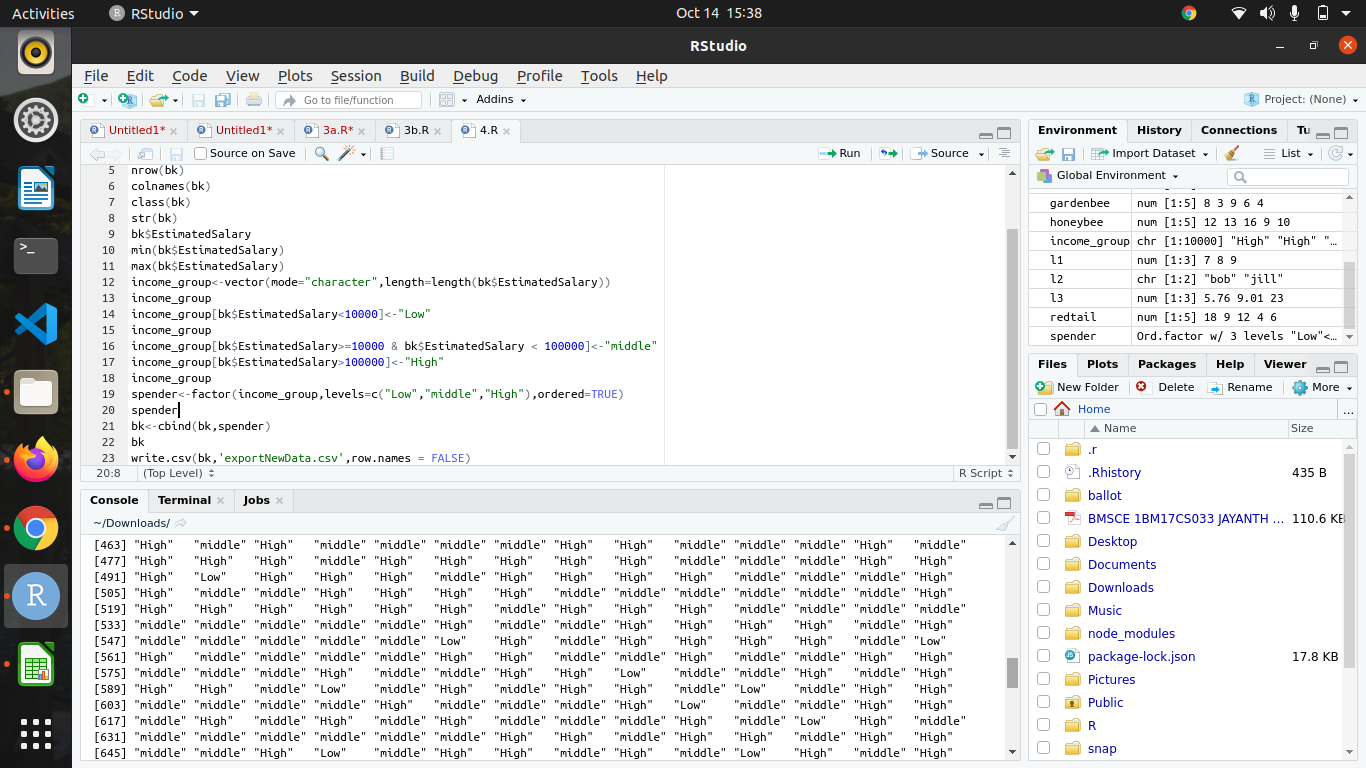 Activities RStudio Oct 14 15:38
RStudio
File Edit Code View Plots Session Build Debug Profile Tools Help
Go to file/function Addins Project: (None)
Untitled1* Untitled1* 3a.R* 3b.R 4.R
Source on Save Run Source
5 nrow(bk)
6 colnames(bk)
7 class(bk)
8 str(bk)
9 bk$EstimatedSalary
10 min(bk$EstimatedSalary)
11 max(bk$EstimatedSalary)
12 income_group<-vector(mode="character",length=length(bk$EstimatedSalary))
13 income_group
14 income_group[bk$EstimatedSalary<10000]<-"Low"
15 income_group
16 income_group[bk$EstimatedSalary>=10000 & bk$EstimatedSalary < 100000]<-"middle"
17 income_group[bk$EstimatedSalary>100000]<-"High"
18 income_group
19 spender<-factor(income_group,levels=c("Low","middle","High"),ordered=TRUE)
20 spender
21 bk<-cbind(bk,spender)
22 bk
23 write.csv(bk,'exportNewData.csv',row.names = FALSE)
20:8 (Top Level) R Script
Console Terminal Jobs
~/Downloads/
[463] "High" "middle" "High" "middle" "middle" "middle" "middle" "High" "High" "middle" "middle" "middle" "High" "middle"
[477] "High" "High" "High" "middle" "High" "middle" "High" "middle" "High" "middle" "High" "middle" "High" "High"
[491] "High" "Low" "High" "High" "High" "middle" "High" "High" "High" "High" "middle" "middle" "middle" "High"
[505] "High" "middle" "middle" "High" "High" "High" "High" "middle" "middle" "middle" "middle" "High" "High" "High"
[519] "High" "High" "High" "High" "High" "High" "middle" "High" "middle" "High" "High" "middle" "middle" "middle"
[533] "middle" "middle" "middle" "High" "middle" "High" "High" "middle" "High" "middle" "middle" "High" "High" "High"
[547] "middle" "middle" "middle" "middle" "middle" "Low" "High" "middle" "High" "High" "High" "High" "middle" "Low"
[561] "High" "middle" "middle" "middle" "High" "High" "High" "middle" "middle" "High" "middle" "High" "High" "High"
[575] "middle" "middle" "High" "High" "middle" "middle" "High" "High" "Low" "middle" "middle" "High" "middle" "High"
[589] "High" "High" "middle" "Low" "middle" "middle" "High" "High" "High" "middle" "Low" "middle" "High" "High"
[603] "middle" "middle" "middle" "middle" "High" "middle" "middle" "middle" "High" "Low" "middle" "middle" "High" "High"
[617] "middle" "High" "middle" "High" "middle" "High" "middle" "middle" "middle" "High" "middle" "Low" "High" "middle"
[631] "middle" "middle" "middle" "middle" "middle" "High" "High" "High" "High" "middle" "High" "middle" "High" "High"
[645] "middle" "middle" "High" "Low" "middle" "High" "High" "middle" "High" "middle" "Low" "High" "middle" "High"
Environment History Connections Tu
Import Dataset List
Global Environment
gardenbee num [1:5] 8 3 9 6 4
honeybee num [1:5] 12 13 16 9 10
income_group chr [1:10000] "High" "High" "…
l1 num [1:3] 7 8 9
l2 chr [1:2] "bob" "jill"
l3 num [1:3] 5.76 9.01 23
redtail num [1:5] 18 9 12 4 6
spender Ord.factor w/ 3 levels "Low"<…
Files Plots Packages Help Viewer
New Folder Delete Rename More
Home ...
Name Size
.r
.Rhistory 435 B
ballot
BMSCE 1BM17CS033 JAYANTH ... 110.6 KB
Desktop
Documents
Downloads
Music
node_modules
package-lock.json 17.8 KB
Pictures
Public
R
snap